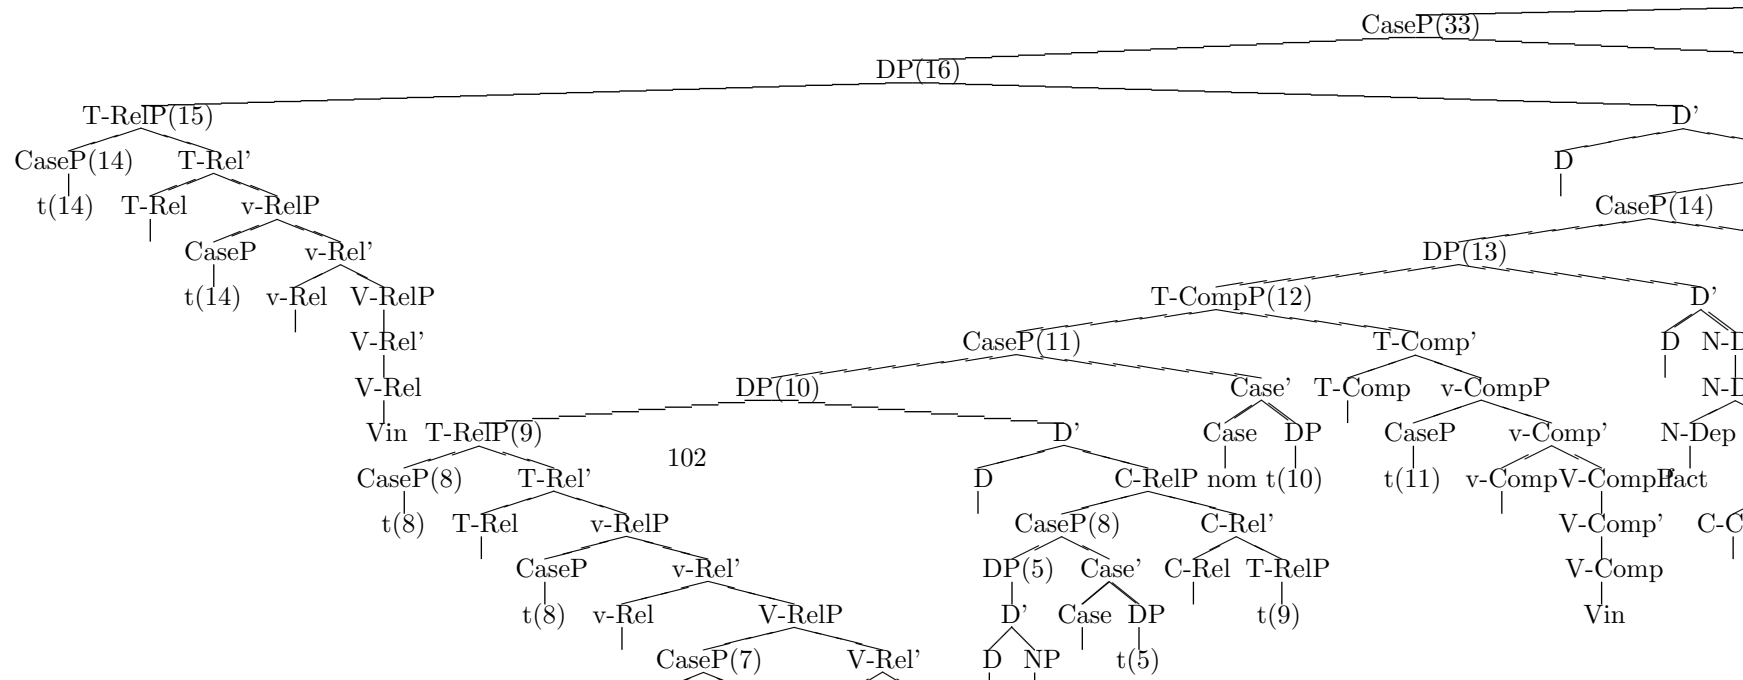 CaseP(33)
DP(16)
T-RelP(15) D'
CaseP(14) T-Rel' D
t(14) T-Rel v-RelP CaseP(14)
CaseP v-Rel' DP(13)
t(14) v-Rel V-RelP T-CompP(12) D'
V-Rel' CaseP(11) T-Comp' D N-D
V-Rel DP(10) Case' T-Comp v-CompP N-D
Vin T-RelP(9) D' Case DP CaseP v-Comp' N-Dep
102
CaseP(8) T-Rel' D C-RelP nom t(10) t(11) v-Comp V-CompP fact
t(8) T-Rel v-RelP CaseP(8) C-Rel' V-Comp' C-C
CaseP v-Rel' DP(5) Case' C-Rel T-RelP V-Comp
t(8) v-Rel V-RelP D' Case DP t(9) Vin
CaseP(7) V-Rel' D NP t(5)